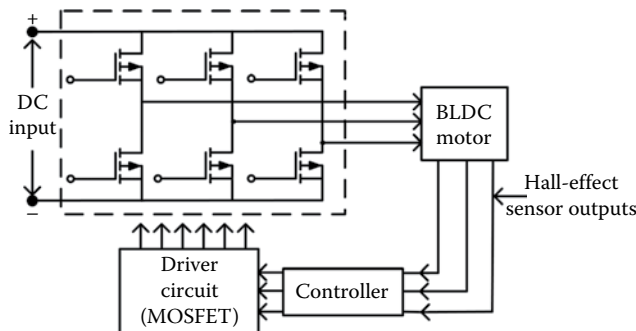 +
DC
input
−
BLDC
motor
Hall-effect
sensor outputs
Driver
circuit
(MOSFET)
Controller